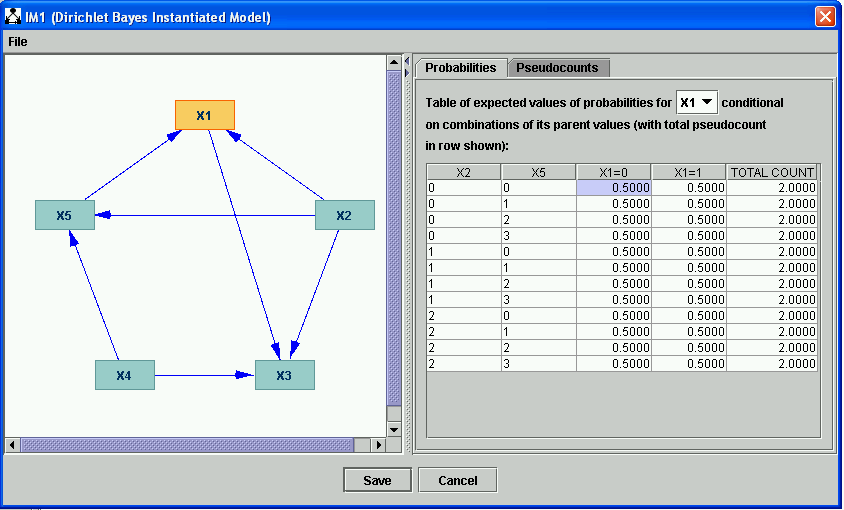 IM1 (Dirichlet Bayes Instantiated Model)
File
X1
X5
X2
X4
X3
Probabilities
Pseudocounts
Table of expected values of probabilities for X1 conditional
on combinations of its parent values (with total pseudocount
in row shown):
X2 X5 X1=0 X1=1 TOTAL COUNT
0 0 0.5000 0.5000 2.0000
0 1 0.5000 0.5000 2.0000
0 2 0.5000 0.5000 2.0000
0 3 0.5000 0.5000 2.0000
1 0 0.5000 0.5000 2.0000
1 1 0.5000 0.5000 2.0000
1 2 0.5000 0.5000 2.0000
1 3 0.5000 0.5000 2.0000
2 0 0.5000 0.5000 2.0000
2 1 0.5000 0.5000 2.0000
2 2 0.5000 0.5000 2.0000
2 3 0.5000 0.5000 2.0000
Save
Cancel